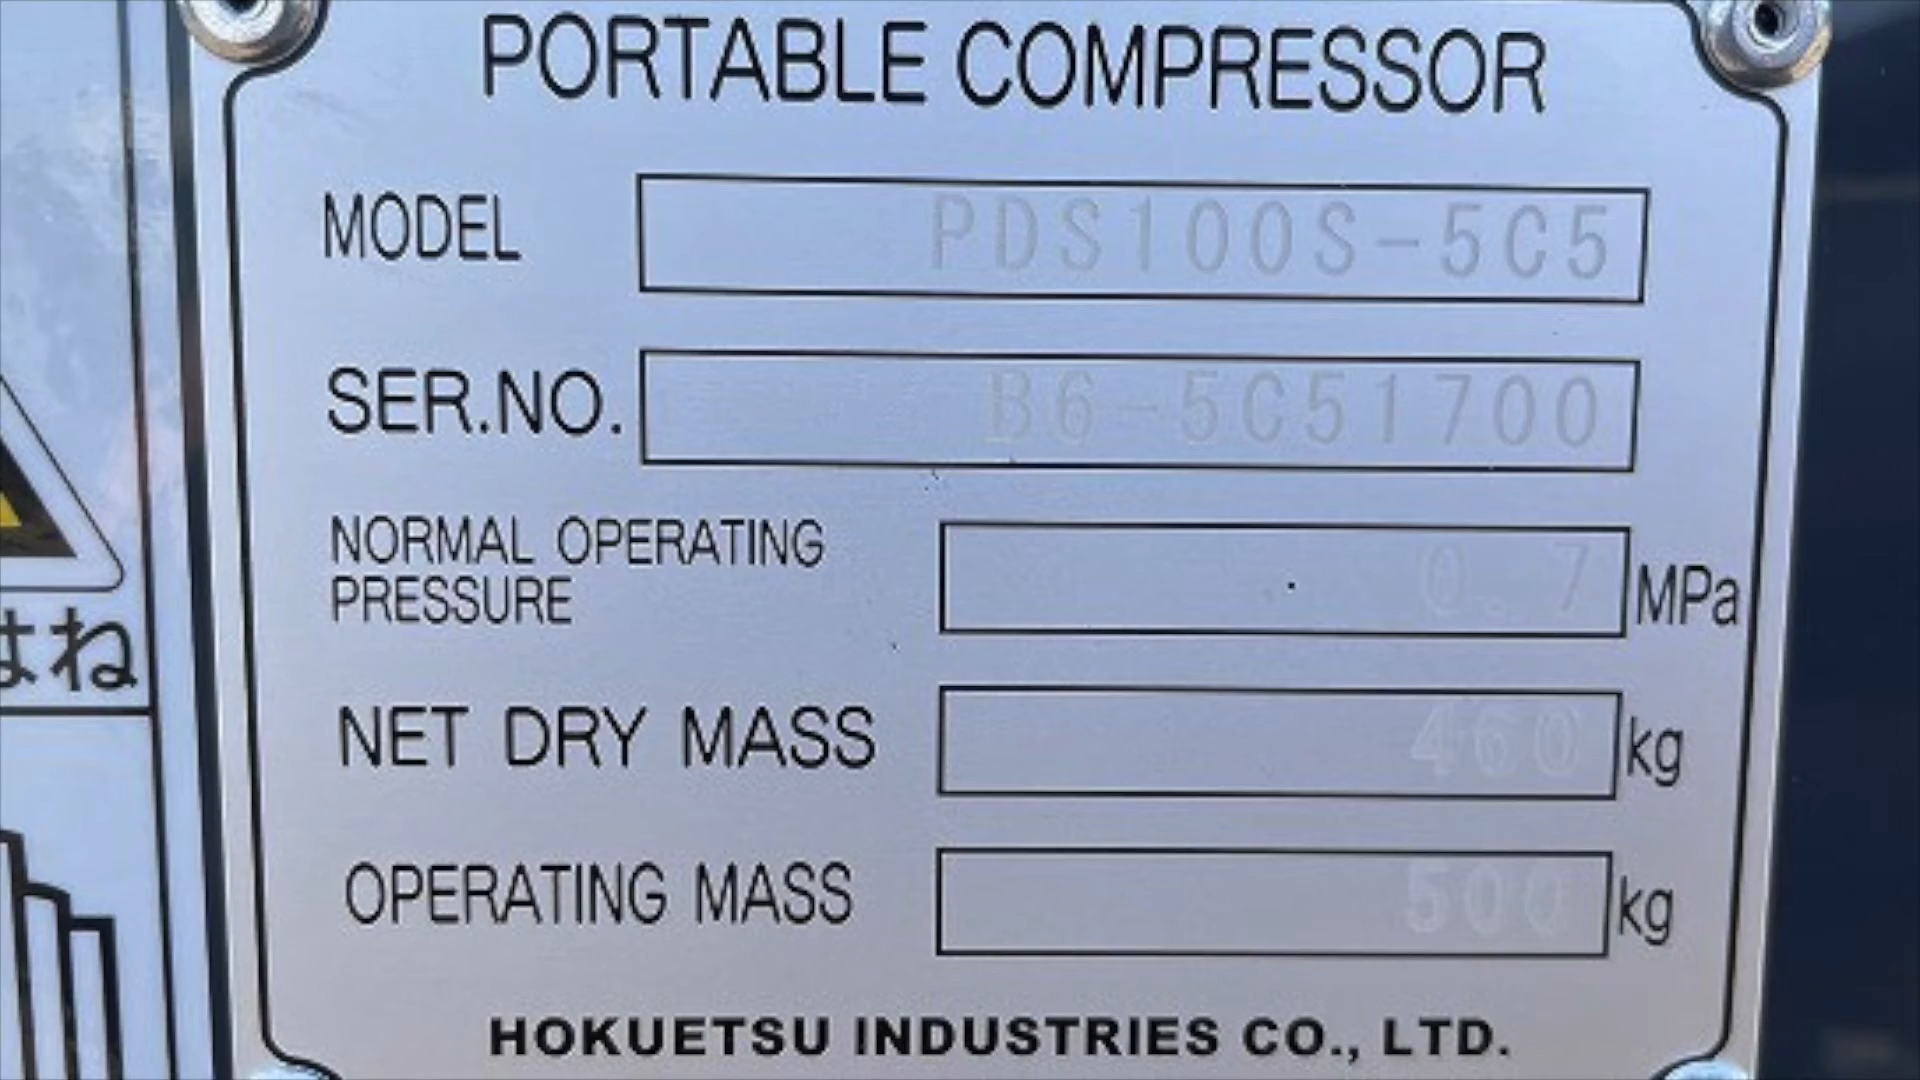 PORTABLE COMPRESSOR
MODEL PDS100S-5C5
SER.NO. B6-5C51700
NORMAL OPERATING
PRESSURE 0.7 MPa
NET DRY MASS 460 kg
OPERATING MASS 500 kg
HOKUETSU INDUSTRIES CO., LTD.
はね